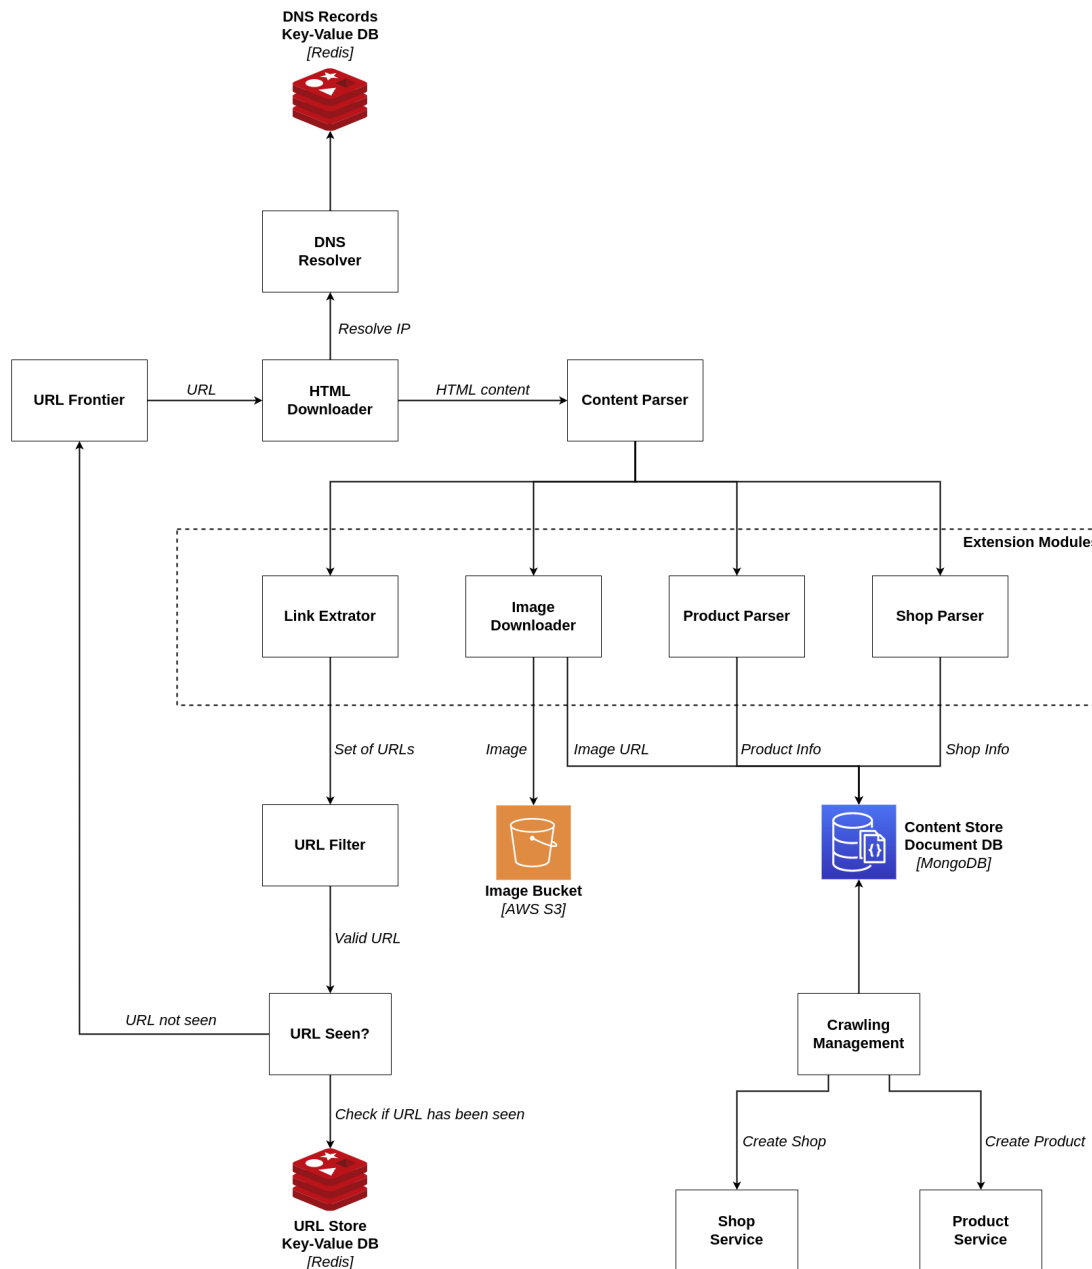 DNS Records
Key-Value DB
[Redis]
DNS
Resolver
Resolve IP
URL Frontier
URL
HTML
Downloader
HTML content
Content Parser
Extension Modules
Link Extrator
Image
Downloader
Product Parser
Shop Parser
Set of URLs
Image
Image URL
Product Info
Shop Info
URL Filter
Image Bucket
[AWS S3]
Content Store
Document DB
[MongoDB]
Valid URL
URL not seen
URL Seen?
Crawling
Management
Check if URL has been seen
Create Shop
Create Product
URL Store
Key-Value DB
[Redis]
Shop
Service
Product
Service